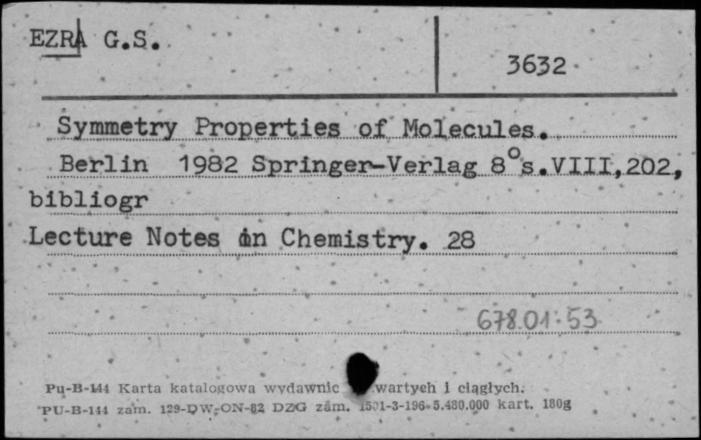 EZRA G.S.
3632
Symmetry Properties of Molecules.
Berlin 1982 Springer-Verlag 8°s.VIII,202,
bibliogr
Lecture Notes in Chemistry. 28
678.01:53
Pu-B-144 Karta katalogowa wydawnic wartych i ciągłych.
PU-B-144 zam. 129-DW-ON-82 DZG zam. 1501-3-196 5.480.000 kart. 180g